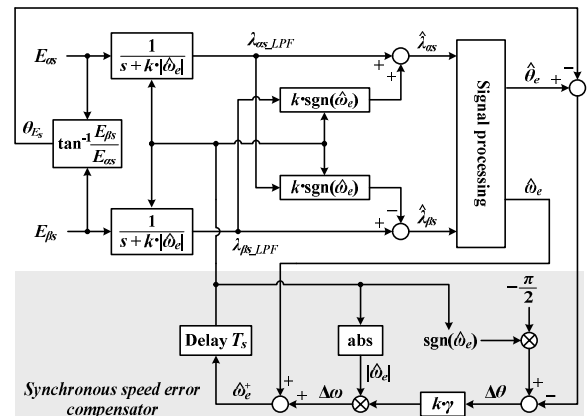 λ_αs_LPF
λ̂_αs
E_αs
1
s + k·|ω̂_e|
+
+
k·sgn(ω̂_e)
θ_Es
tan⁻¹ E_βs
E_αs
Signal processing
θ̂_e
+
−
k·sgn(ω̂_e)
ω̂_e
E_βs
1
s + k·|ω̂_e|
−
+
λ_βs_LPF
λ̂_βs
−π
2
Delay T_s
abs
sgn(ω̂_e)
|ω̂_e|
Synchronous speed error
compensator
ω̂_e⁺
+
+
Δω
k·γ
Δθ
+
−